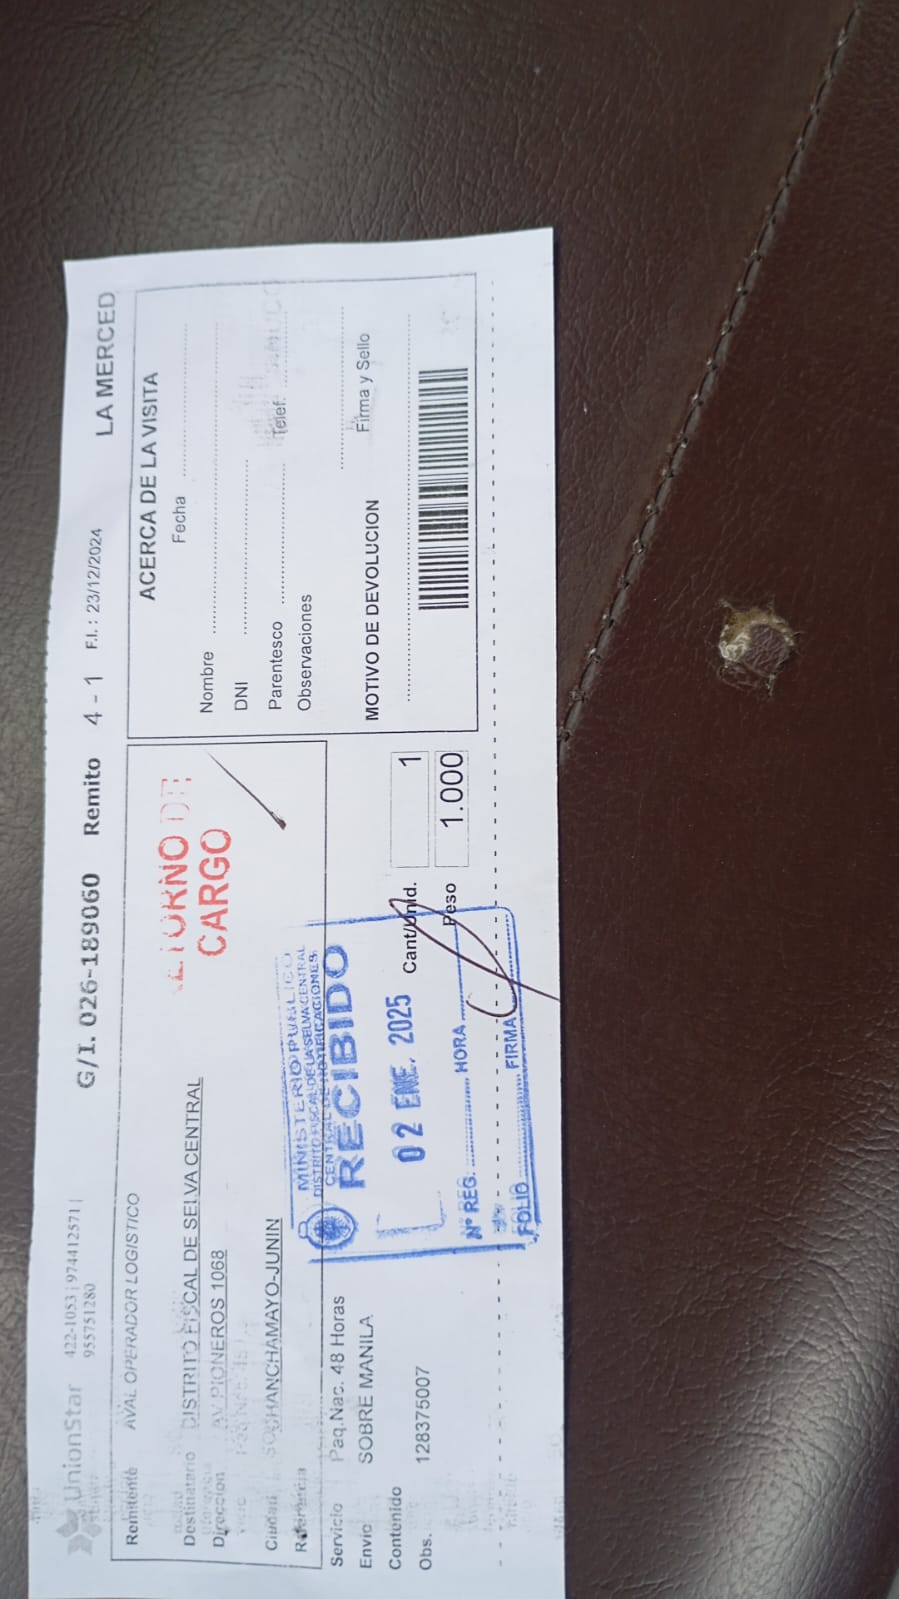 UnionStar
422-1053 | 974412571 |
955751280
G/I. 026-189060 Remito 4 - 1 F.I. : 23/12/2024 LA MERCED
Remitente AVAL OPERADOR LOGISTICO
Destinatario DISTRITO FISCAL DE SELVA CENTRAL
Direccion AV PIONEROS 1068
Ciudad CHANCHAMAYO-JUNIN
Referencia
Servicio Paq.Nac. 48 Horas
Envio SOBRE MANILA
Contenido
Obs. 128375007
CARGO
MINISTERIO PUBLICO
DISTRITO FISCAL DE LA SELVA CENTRAL
CENTRAL DE NOTIFICACIONES
RECIBIDO
02 ENE. 2025
Nº REG. HORA
FOLIO FIRMA
Cant/Unid. 1
Peso 1.000
ACERCA DE LA VISITA
Fecha
Nombre
DNI
Parentesco Telef.
Observaciones
Firma y Sello
MOTIVO DE DEVOLUCION